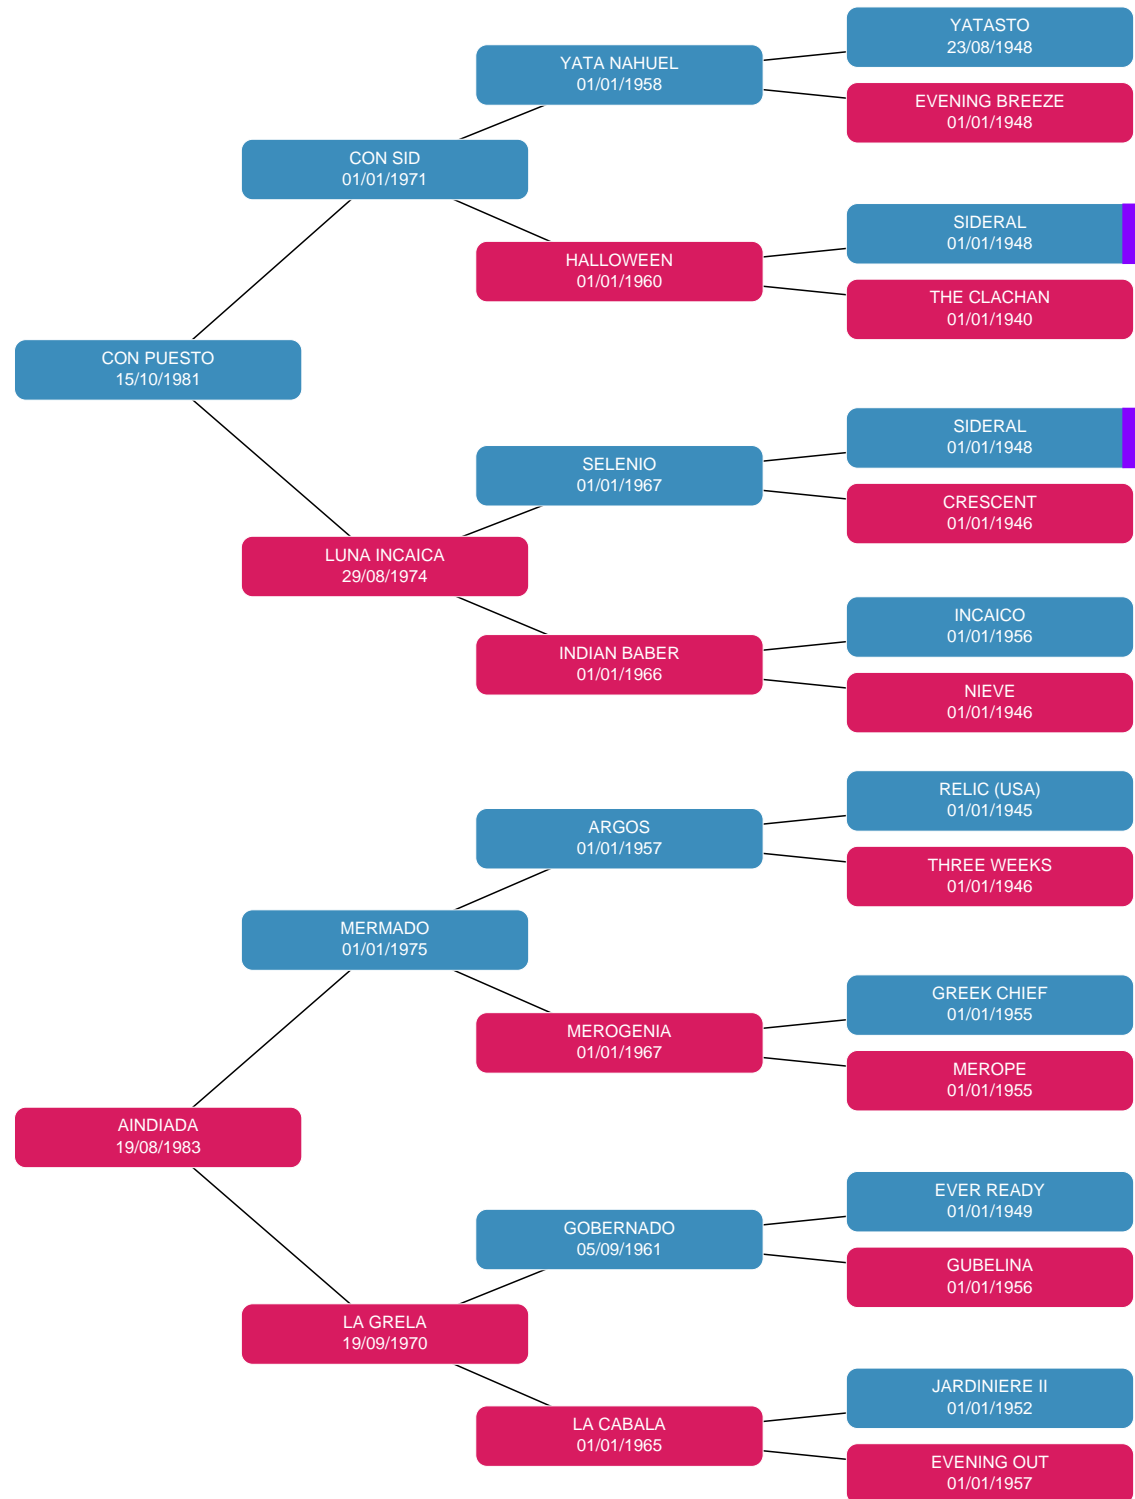 YATASTO
23/08/1948
YATA NAHUEL
01/01/1958
EVENING BREEZE
01/01/1948
CON SID
01/01/1971
SIDERAL
01/01/1948
HALLOWEEN
01/01/1960
THE CLACHAN
01/01/1940
CON PUESTO
15/10/1981
SIDERAL
01/01/1948
SELENIO
01/01/1967
CRESCENT
01/01/1946
LUNA INCAICA
29/08/1974
INCAICO
01/01/1956
INDIAN BABER
01/01/1966
NIEVE
01/01/1946
RELIC (USA)
01/01/1945
ARGOS
01/01/1957
THREE WEEKS
01/01/1946
MERMADO
01/01/1975
GREEK CHIEF
01/01/1955
MEROGENIA
01/01/1967
MEROPE
01/01/1955
AINDIADA
19/08/1983
EVER READY
01/01/1949
GOBERNADO
05/09/1961
GUBELINA
01/01/1956
LA GRELA
19/09/1970
JARDINIERE II
01/01/1952
LA CABALA
01/01/1965
EVENING OUT
01/01/1957